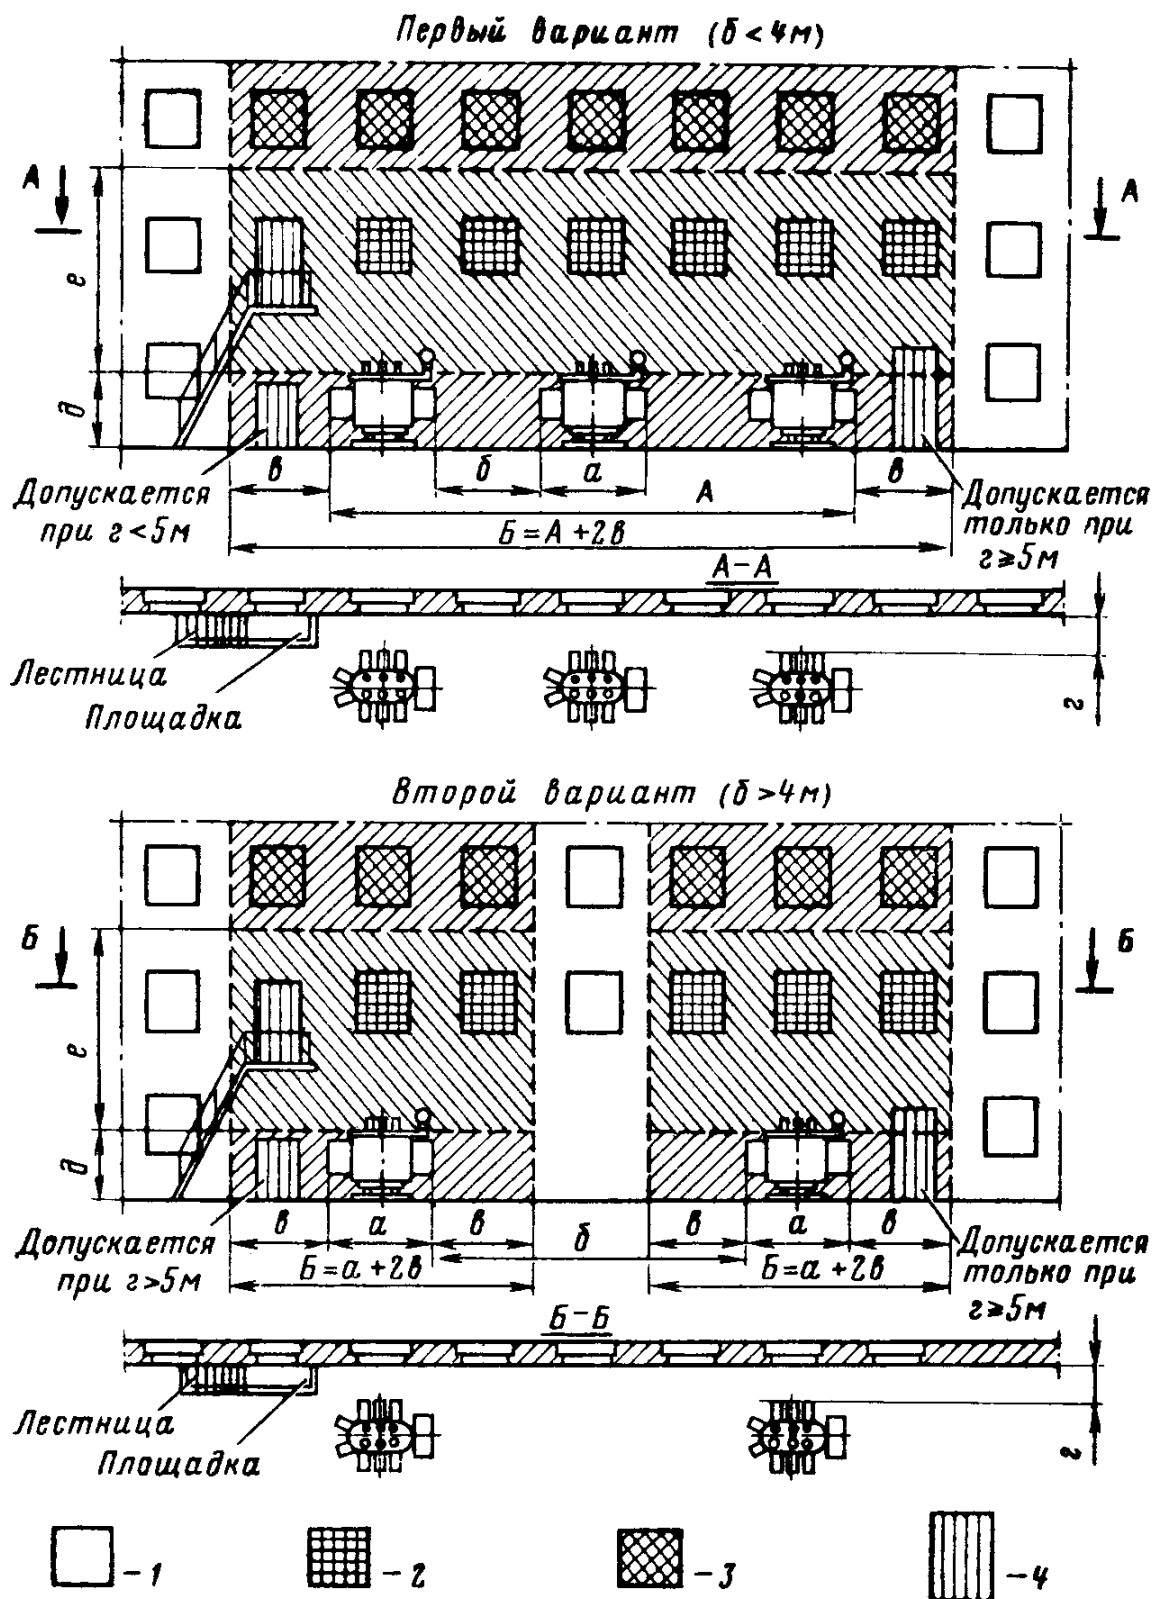 Первый вариант (б < 4м)
А
А
е
д
в
б
а
А
в
Допускается
при г < 5м
Б = А + 2в
Допускается
только при
г ≥ 5м
А-А
Лестница
Площадка
г
Второй вариант (б > 4м)
Б
Б
е
д
в
а
в
б
в
а
в
Допускается
при г > 5м
Б = а + 2в
Б = а + 2в
Допускается
только при
г ≥ 5м
Б-Б
Лестница
Площадка
г
-1
-2
-3
-4